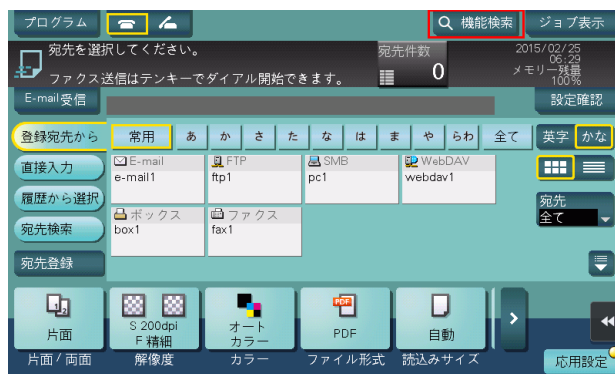 プログラム
機能検索
ジョブ表示
宛先を選択してください。
ファクス送信はテンキーでダイアル開始できます。
宛先件数
0
2015/02/25
06:29
メモリー残量
100%
E-mail受信
設定確認
登録宛先から
常用
あ
か
さ
た
な
は
ま
や
らわ
全て
英字
かな
直接入力
E-mail
e-mail1
FTP
ftp1
SMB
pc1
WebDAV
webdav1
履歴から選択
宛先
全て
ボックス
box1
ファクス
fax1
宛先検索
宛先登録
片面
S 200dpi
F 精細
オート
カラー
PDF
PDF
自動
片面 / 両面
解像度
カラー
ファイル形式
読込みサイズ
応用設定